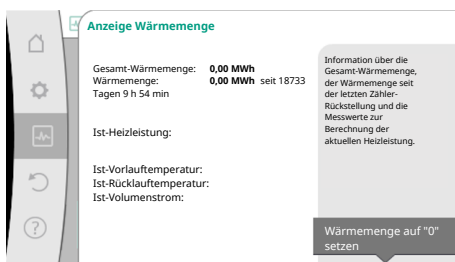 Anzeige Wärmemenge
Gesamt-Wärmemenge: 0,00 MWh
Wärmemenge: 0,00 MWh seit 18733
Tagen 9 h 54 min
Ist-Heizleistung:
Ist-Vorlauftemperatur:
Ist-Rücklauftemperatur:
Ist-Volumenstrom:
Information über die
Gesamt-Wärmemenge,
der Wärmemenge seit
der letzten Zähler-
Rückstellung und die
Messwerte zur
Berechnung der
aktuellen Heizleistung.
Wärmemenge auf "0"
setzen